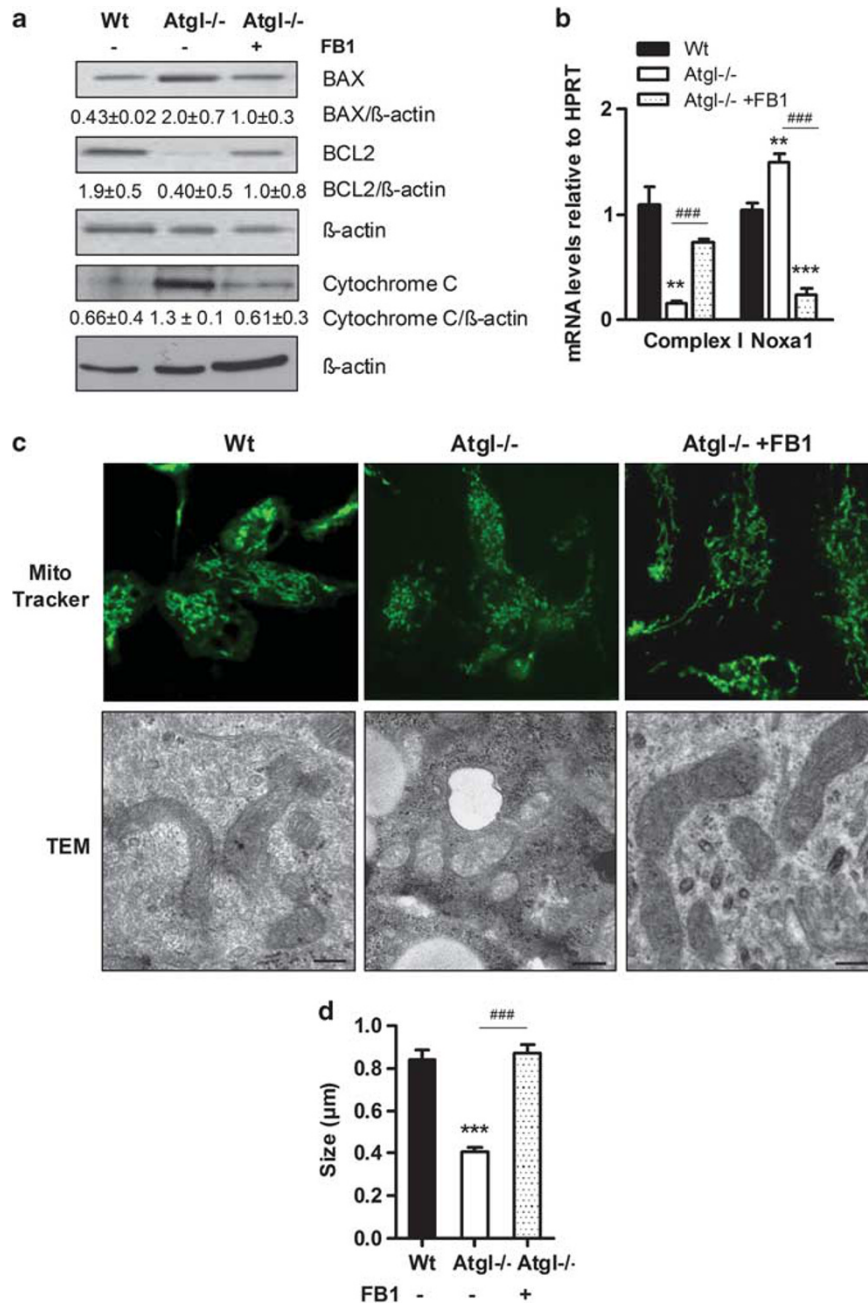 a
Wt Atgl-/- Atgl-/-
- - + FB1
BAX
0.43±0.02 2.0±0.7 1.0±0.3 BAX/ß-actin
BCL2
1.9±0.5 0.40±0.5 1.0±0.8 BCL2/ß-actin
ß-actin
Cytochrome C
0.66±0.4 1.3 ± 0.1 0.61±0.3 Cytochrome C/ß-actin
ß-actin
b
Wt
Atgl-/-
Atgl-/- +FB1
mRNA levels relative to HPRT
2
1
0
###
**
###
**
***
Complex I Noxa1
c
Wt Atgl-/- Atgl-/- +FB1
Mito
Tracker
TEM
d
Size (µm)
1.0
0.8
0.6
0.4
0.2
0.0
###
***
Wt Atgl-/- Atgl-/-
FB1 - - +